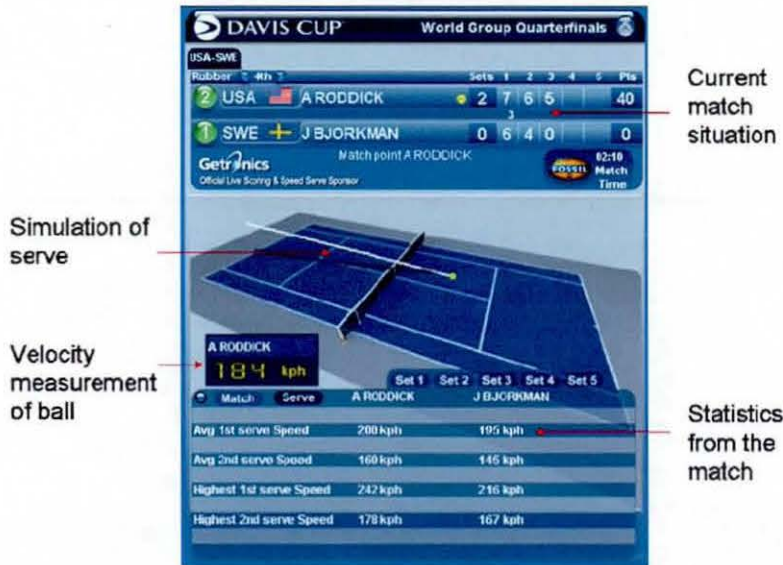 DAVIS CUP World Group Quarterfinals
USA-SWE
Rubber 4th Sets 1 2 3 4 5 Pts
2 USA A RODDICK 2 7 6 5 40
3
1 SWE J BJORKMAN 0 6 4 0 0
Match point A RODDICK
Getronics
Official Live Scoring & Speed Serve Sponsor
FOSSIL
02:10
Match
Time
Current
match
situation
Simulation of
serve
Velocity
measurement
of ball
A RODDICK
184 kph
Set 1 Set 2 Set 3 Set 4 Set 5
Match Serve A RODDICK J BJORKMAN
Avg 1st serve Speed 200 kph 195 kph
Avg 2nd serve Speed 160 kph 145 kph
Highest 1st serve Speed 242 kph 216 kph
Highest 2nd serve Speed 178 kph 167 kph
Statistics
from the
match